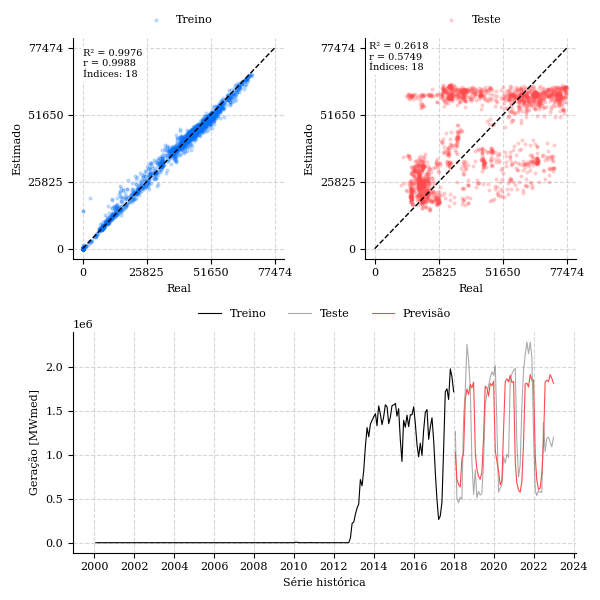 Treino
R² = 0.9976
r = 0.9988
Indices: 18
77474
51650
25825
0
Estimado
0
25825
51650
77474
Real
Teste
R² = 0.2618
r = 0.5749
Indices: 18
77474
51650
25825
0
Estimado
0
25825
51650
77474
Real
Treino
Teste
Previsão
1e6
2.0
1.5
1.0
0.5
0.0
Geração [MWmed]
2000
2002
2004
2006
2008
2010
2012
2014
2016
2018
2020
2022
2024
Série histórica